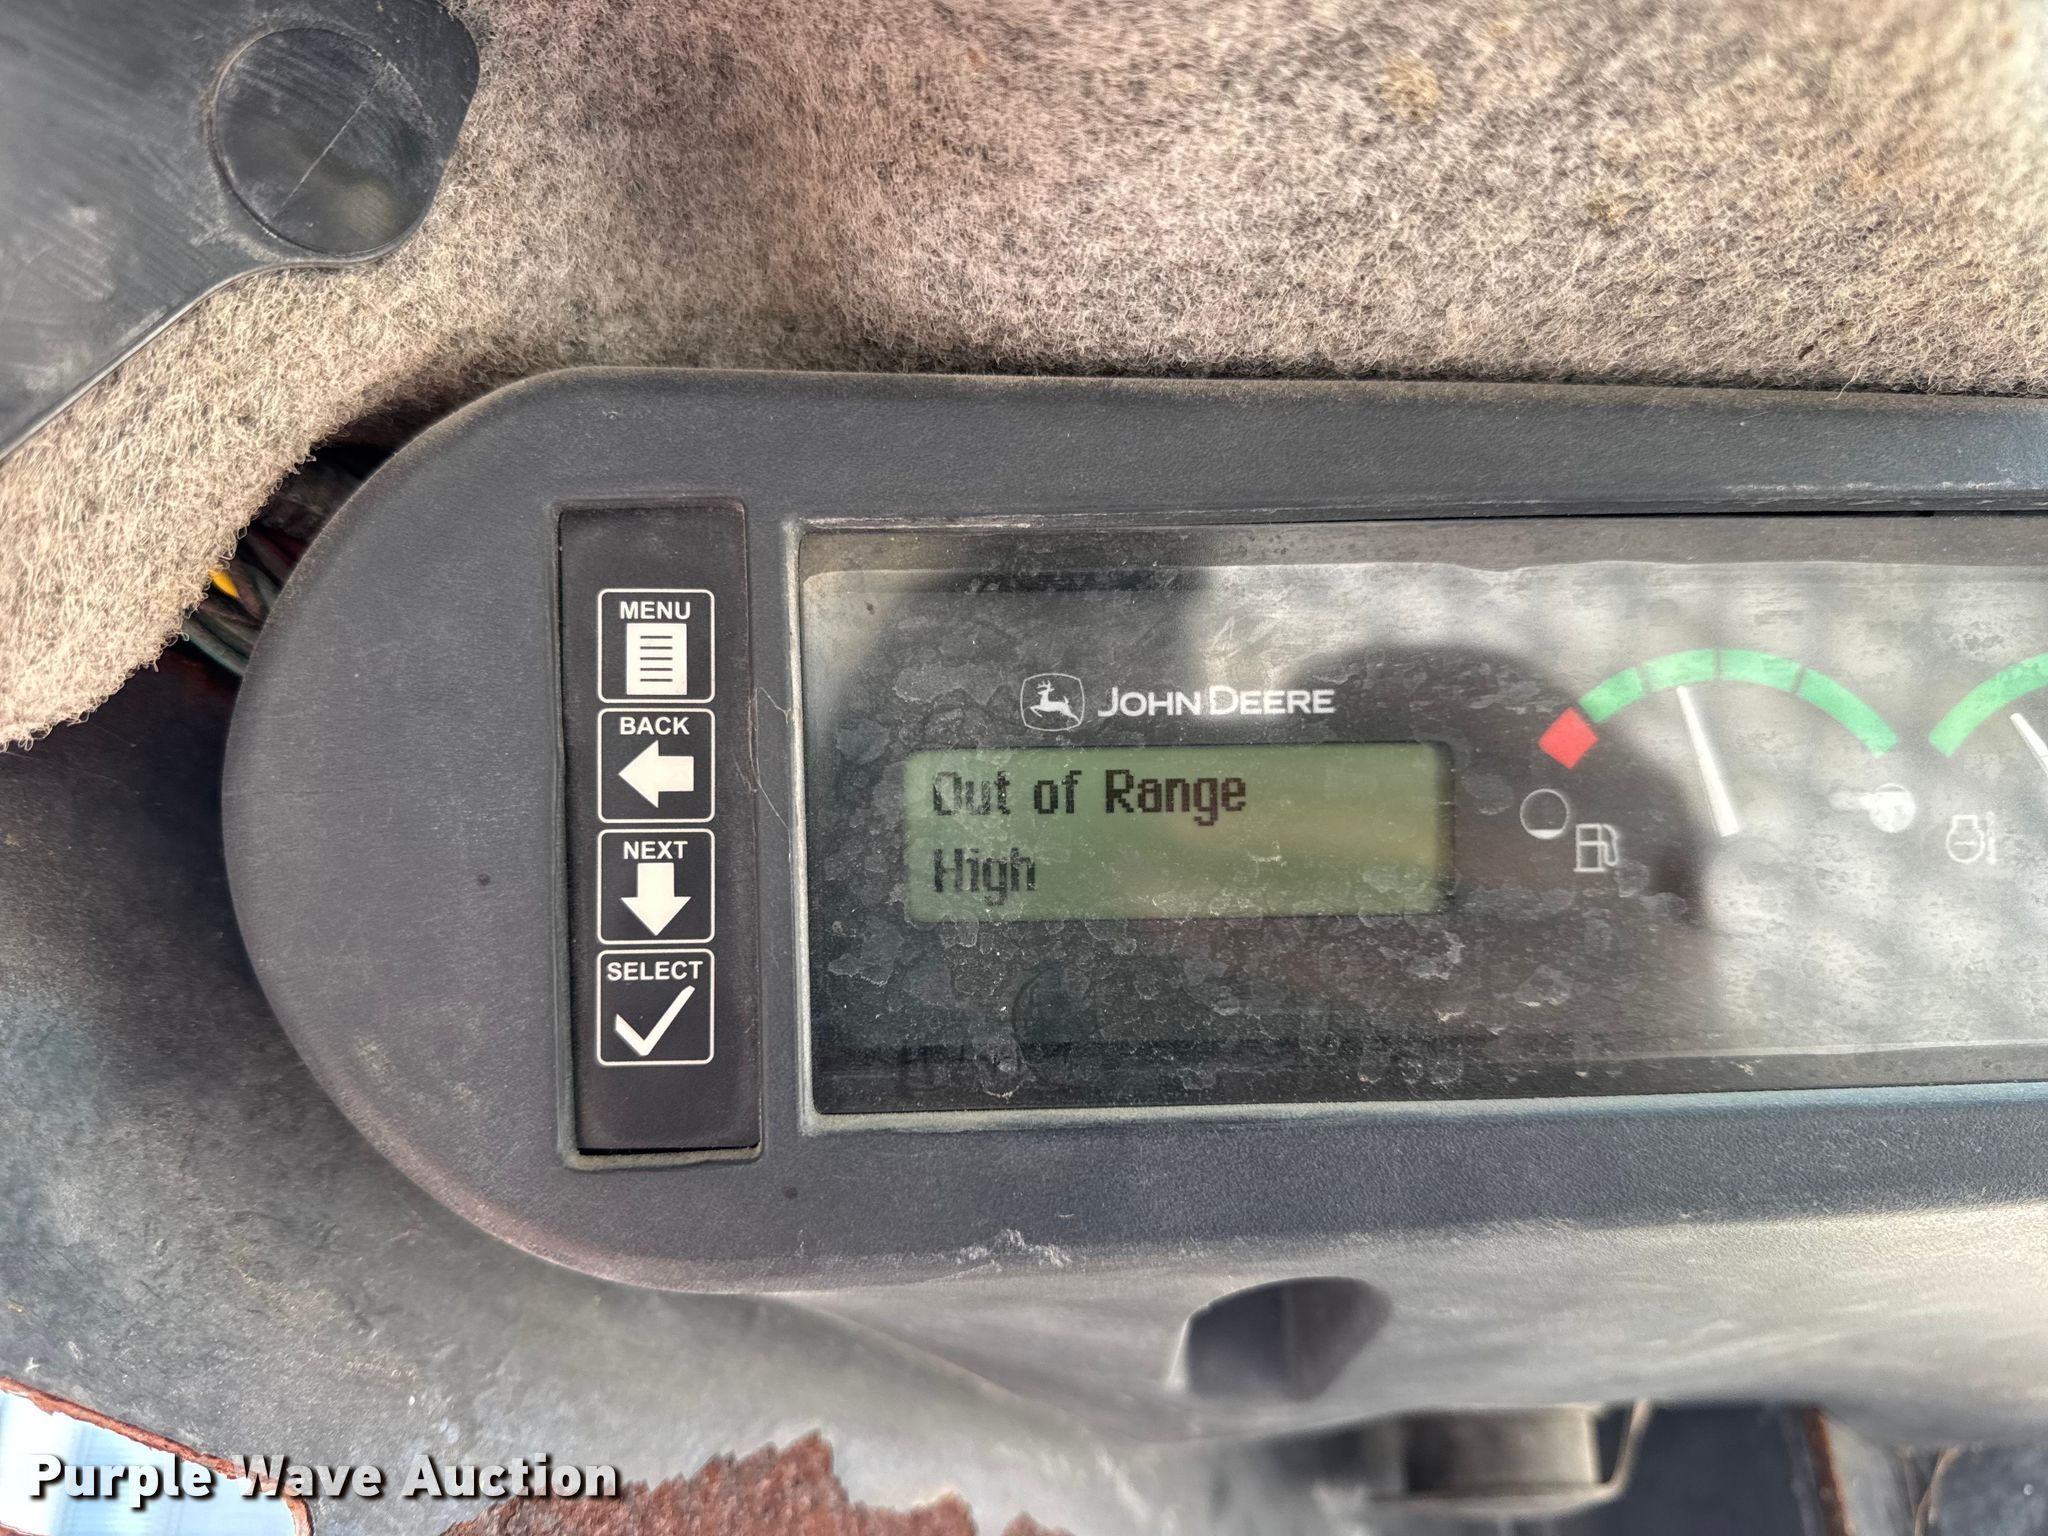 MENU
BACK
NEXT
SELECT
JOHN DEERE
Out of Range
High
Purple Wave Auction